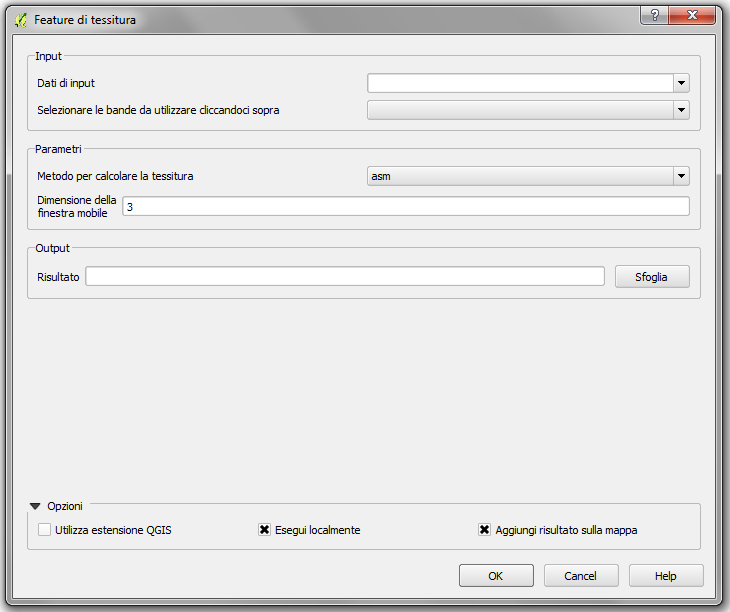 Feature di tessitura
Input
Dati di input
Selezionare le bande da utilizzare cliccandoci sopra
Parametri
Metodo per calcolare la tessitura
asm
Dimensione della
finestra mobile
3
Output
Risultato
Sfoglia
Opzioni
Utilizza estensione QGIS
Esegui localmente
Aggiungi risultato sulla mappa
OK
Cancel
Help